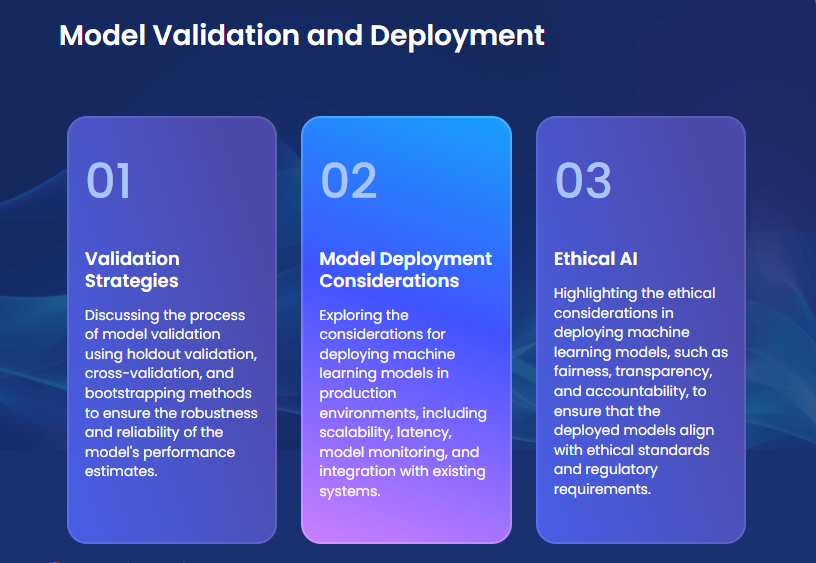 Model Validation and Deployment
01
Validation
Strategies
Discussing the process
of model validation
using holdout validation,
cross-validation, and
bootstrapping methods
to ensure the robustness
and reliability of the
model's performance
estimates.
02
Model Deployment
Considerations
Exploring the
considerations for
deploying machine
learning models in
production
environments, including
scalability, latency,
model monitoring, and
integration with existing
systems.
03
Ethical AI
Highlighting the ethical
considerations in
deploying machine
learning models, such as
fairness, transparency,
and accountability, to
ensure that the
deployed models align
with ethical standards
and regulatory
requirements.